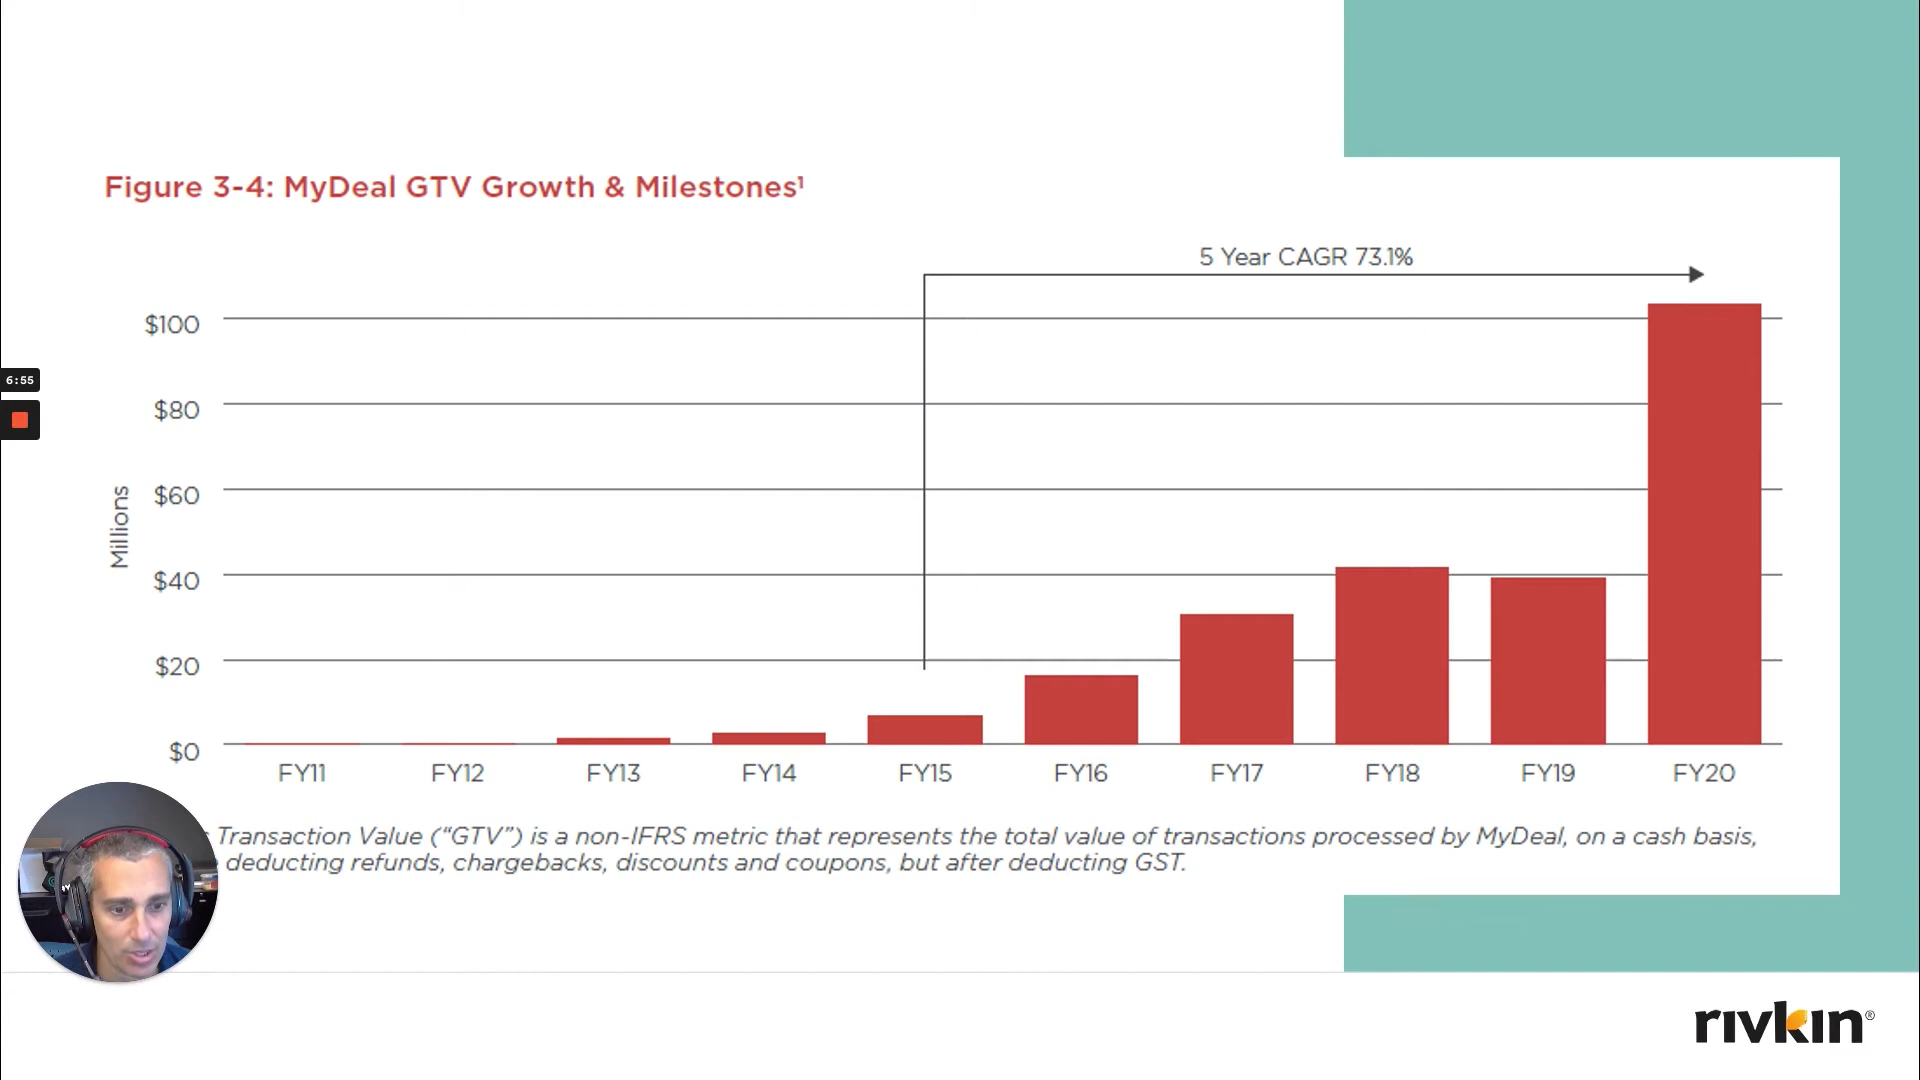 Figure 3-4: MyDeal GTV Growth & Milestones¹
5 Year CAGR 73.1%
$100
$80
$60
$40
$20
$0
Millions
6:55
FY11 FY12 FY13 FY14 FY15 FY16 FY17 FY18 FY19 FY20
Transaction Value (“GTV”) is a non-IFRS metric that represents the total value of transactions processed by MyDeal, on a cash basis,
deducting refunds, chargebacks, discounts and coupons, but after deducting GST.
rivkin®